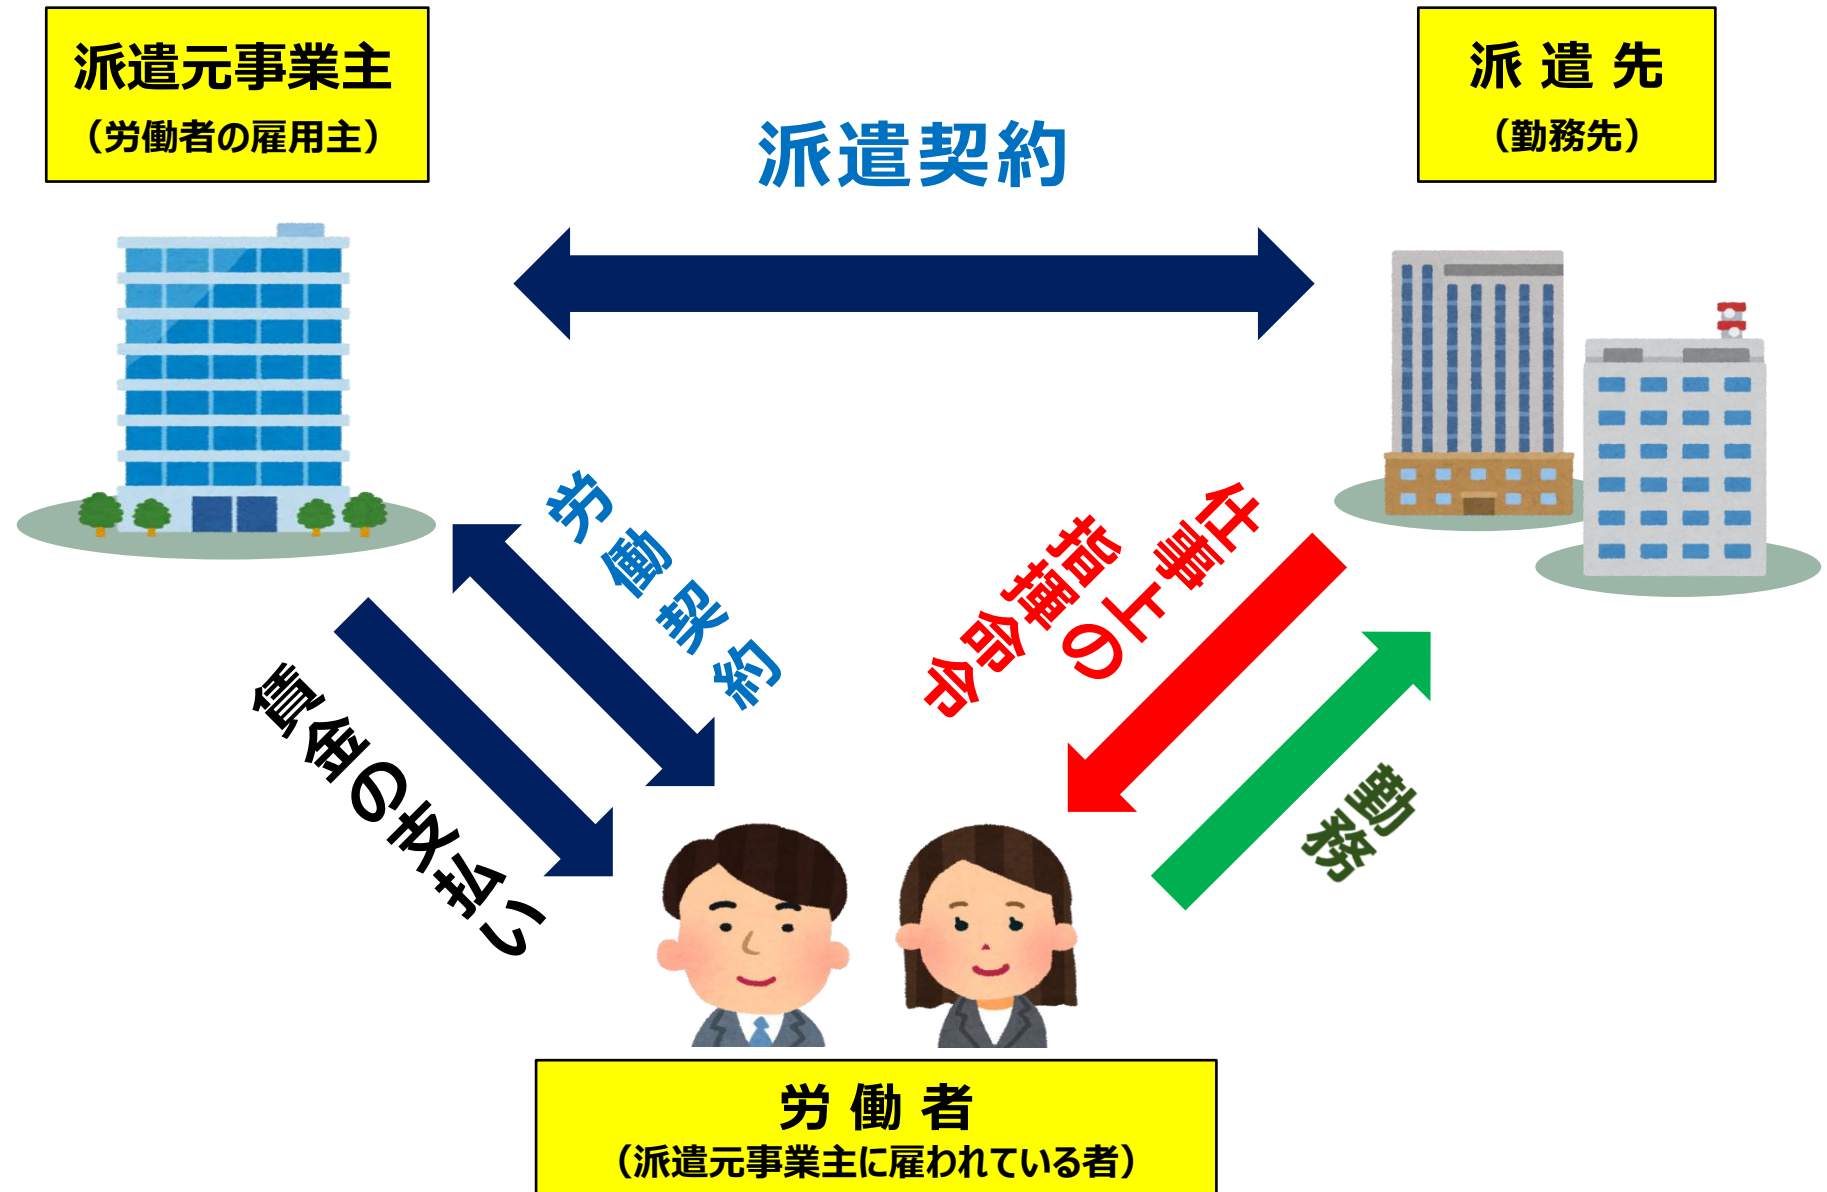 派遣元事業主
（労働者の雇用主）
派遣契約
派 遣 先
（勤務先）
労働契約
賃金の支払い
仕事上の
指揮命令
勤務
労 働 者
（派遣元事業主に雇われている者）